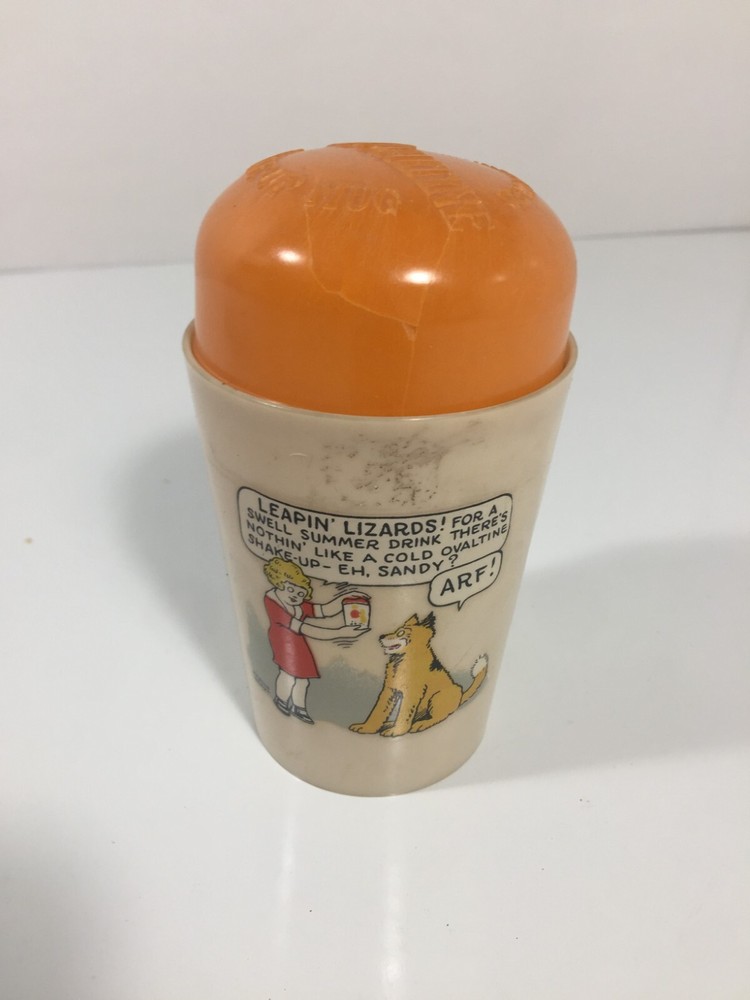 LEAPIN' LIZARDS! FOR A
SWELL SUMMER DRINK THERE'S
NOTHIN' LIKE A COLD OVALTINE
SHAKE-UP - EH, SANDY?
ARF!